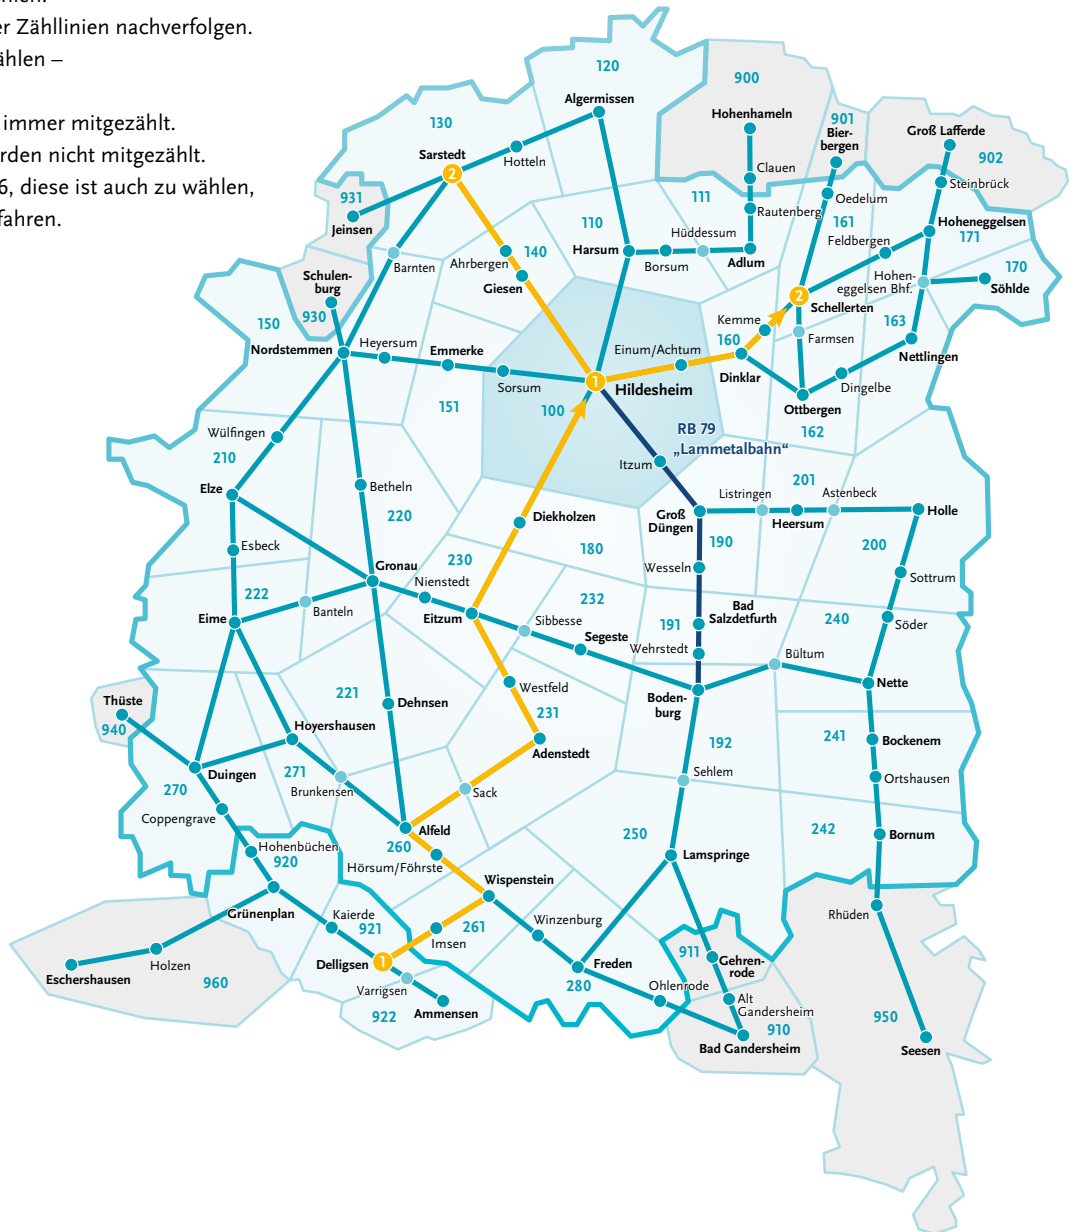 er Zähllinien nachverfolgen.
ählen –
immer mitgezählt.
rden nicht mitgezählt.
6, diese ist auch zu wählen,
fahren.
120
900
Algermissen
Hohenhameln
130
901
Bier-
bergen
Groß Lafferde
902
Sarstedt
2
Hotteln
Clauen
Steinbrück
931
Jeinsen
111
Rautenberg
Oedelum
161
110
Hüddessum
Feldbergen
Hoheneggelsen
171
140
Harsum
Borsum
Adlum
Barnten
Ahrbergen
Giesen
Hohen-
eggelsen Bhf.
170
Söhlde
Schulen-
burg
930
2
Schellerten
150
Kemme
163
Nordstemmen
Heyersum
Emmerke
Einum/Achtum
160
Farmsen
Nettlingen
Sorsum
1
Hildesheim
Dinklar
Dingelbe
151
100
Ottbergen
162
RB 79
„Lammetalbahn“
Wülfingen
210
Itzum
201
Elze
Betheln
Listringen
Astenbeck
220
Diekholzen
Groß
Düngen
Heersum
Holle
Esbeck
180
190
200
230
Gronau
Wesseln
Sottrum
222
Nienstedt
232
Banteln
Eime
Eitzum
Sibbesse
Bad
Salzdetfurth
191
240
Söder
Segeste
Wehrstedt
Bültum
Westfeld
Nette
Thüste
940
221
Dehnsen
231
Boden-
burg
Hoyershausen
Adenstedt
192
241
Bockenem
Duingen
271
Brunkensen
Sehlem
Ortshausen
270
Sack
Coppengrave
Alfeld
260
250
242
Bornum
Hohenbüchen
920
Hörsum/Föhrste
Lamspringe
Wispenstein
Grünenplan
Kaierde
921
Winzenburg
Rhüden
261
Imsen
Holzen
Delligsen
1
911
Gehren-
rode
Eschershausen
960
Varrigsen
Freden
280
Ohlenrode
Alt
Gandersheim
922
Ammensen
910
950
Bad Gandersheim
Seesen